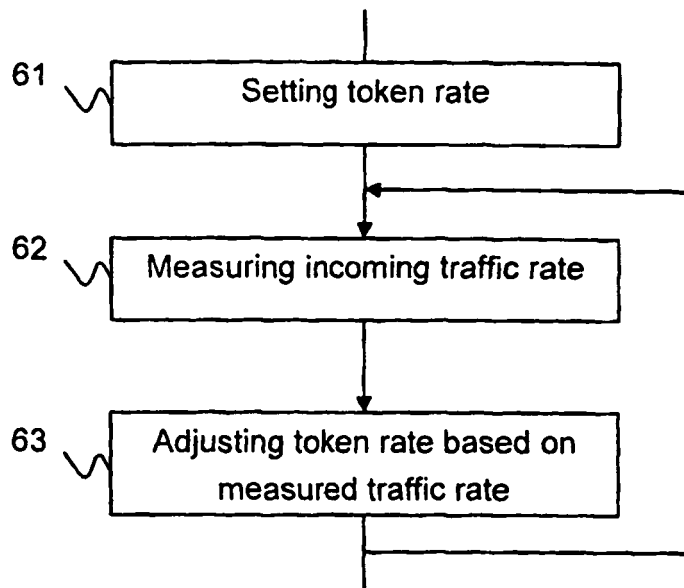 61
Setting token rate
62
Measuring incoming traffic rate
63
Adjusting token rate based on
measured traffic rate